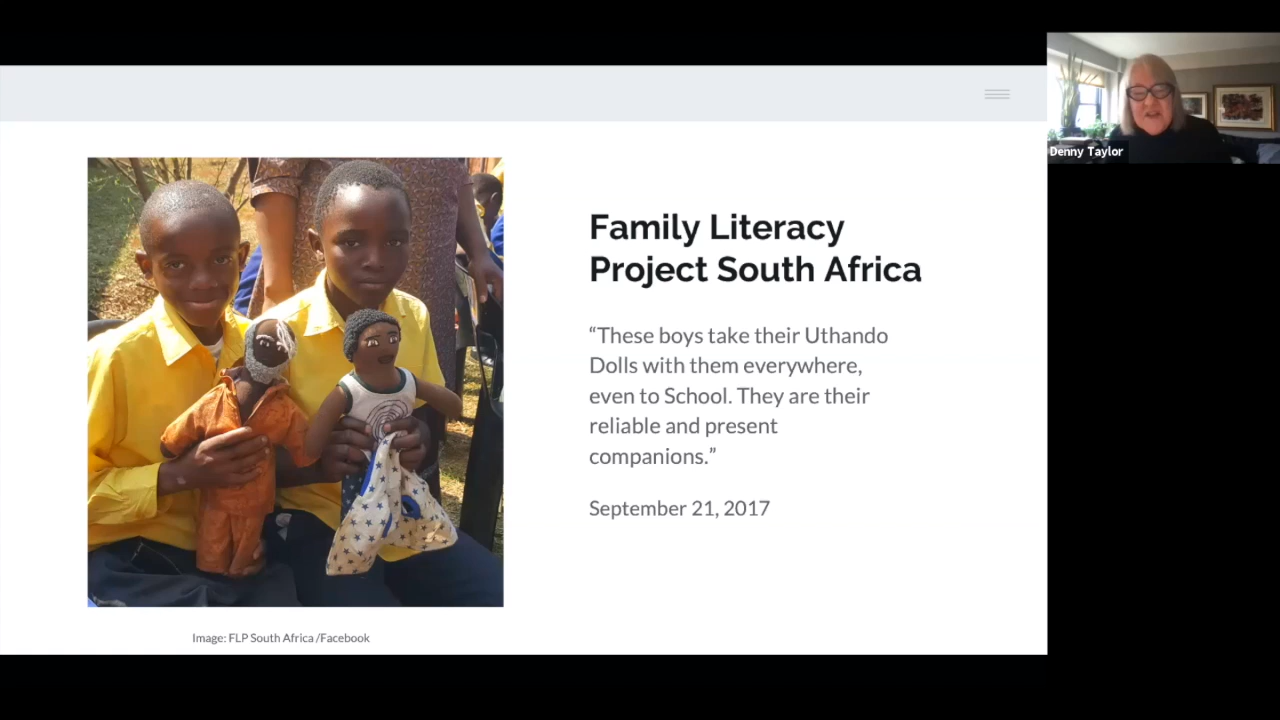 Denny Taylor
Family Literacy
Project South Africa
“These boys take their Uthando
Dolls with them everywhere,
even to School. They are their
reliable and present
companions.”
September 21, 2017
Image: FLP South Africa /Facebook